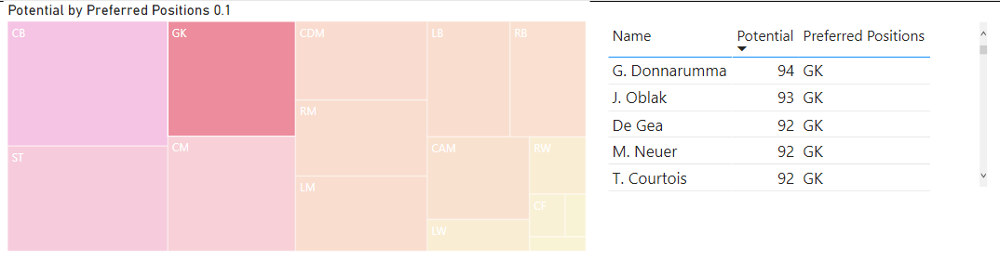 Potential by Preferred Positions 0.1
CB
GK
CDM
LB
RB
RM
ST
CM
CAM
RW
LM
CF
LW
Name Potential Preferred Positions
G. Donnarumma 94 GK
J. Oblak 93 GK
De Gea 92 GK
M. Neuer 92 GK
T. Courtois 92 GK